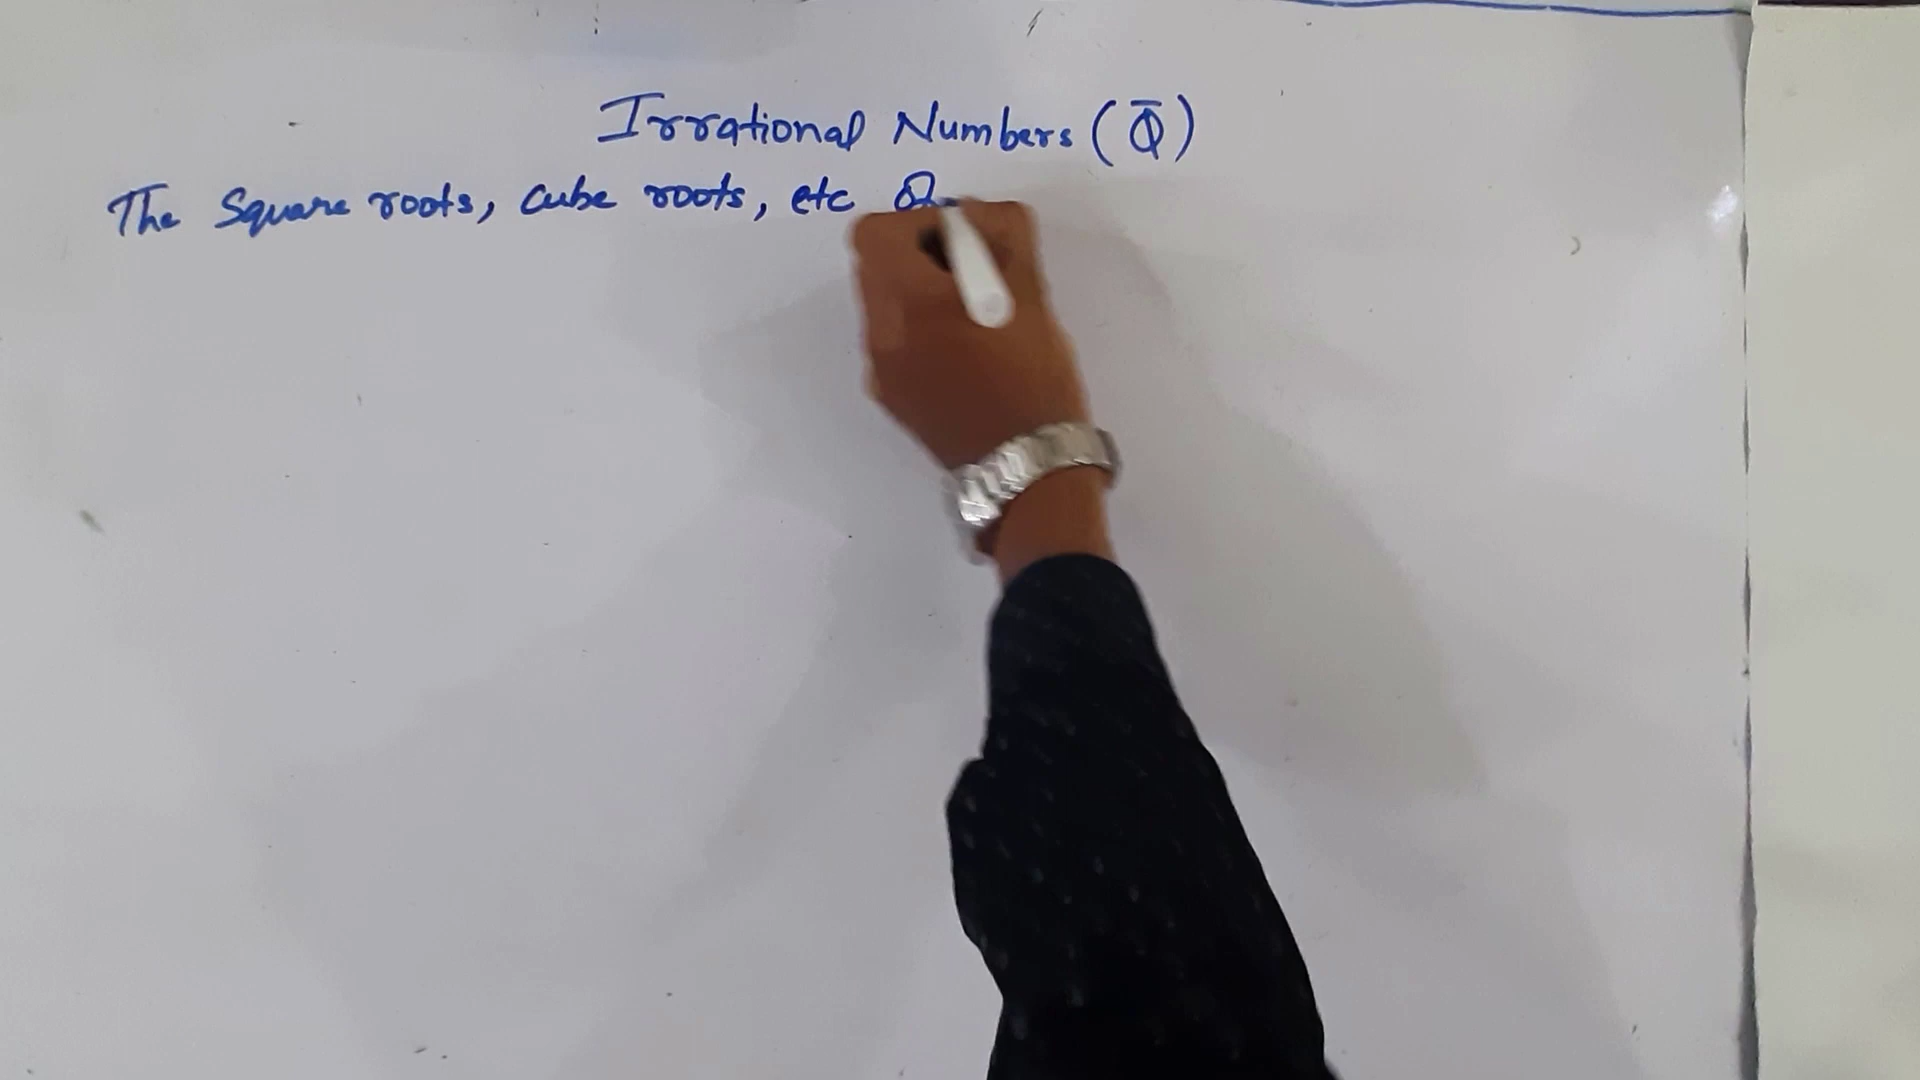 Irrational Numbers (Q̄)
The Square roots, cube roots, etc